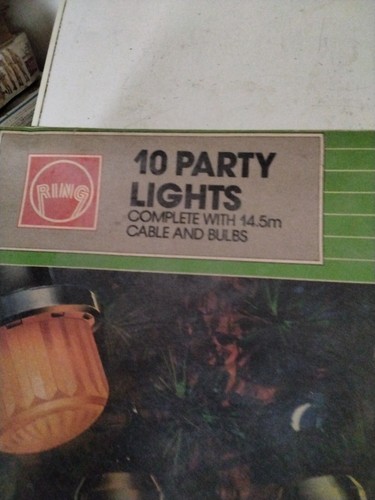 RING
10 PARTY
LIGHTS
COMPLETE WITH 14.5m
CABLE AND BULBS